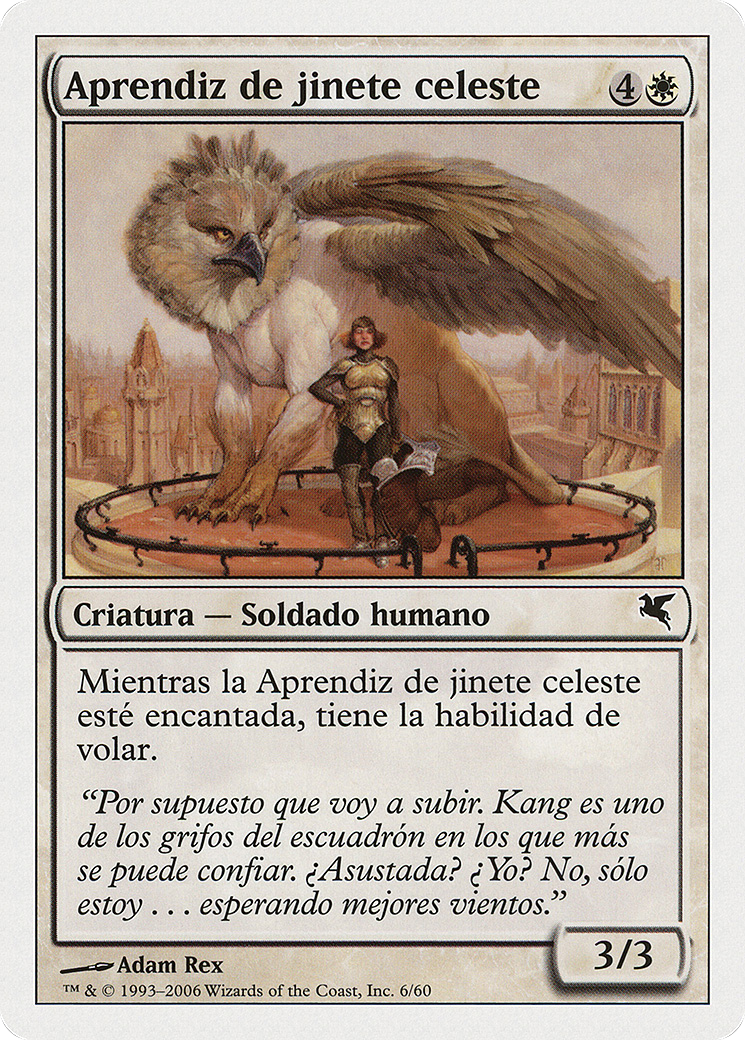 Aprendiz de jinete celeste 4
Criatura — Soldado humano
Mientras la Aprendiz de jinete celeste
esté encantada, tiene la habilidad de
volar.
“Por supuesto que voy a subir. Kang es uno
de los grifos del escuadrón en los que más
se puede confiar. ¿Asustada? ¿Yo? No, sólo
estoy . . . esperando mejores vientos.”
3/3
Adam Rex
™ & © 1993–2006 Wizards of the Coast, Inc. 6/60